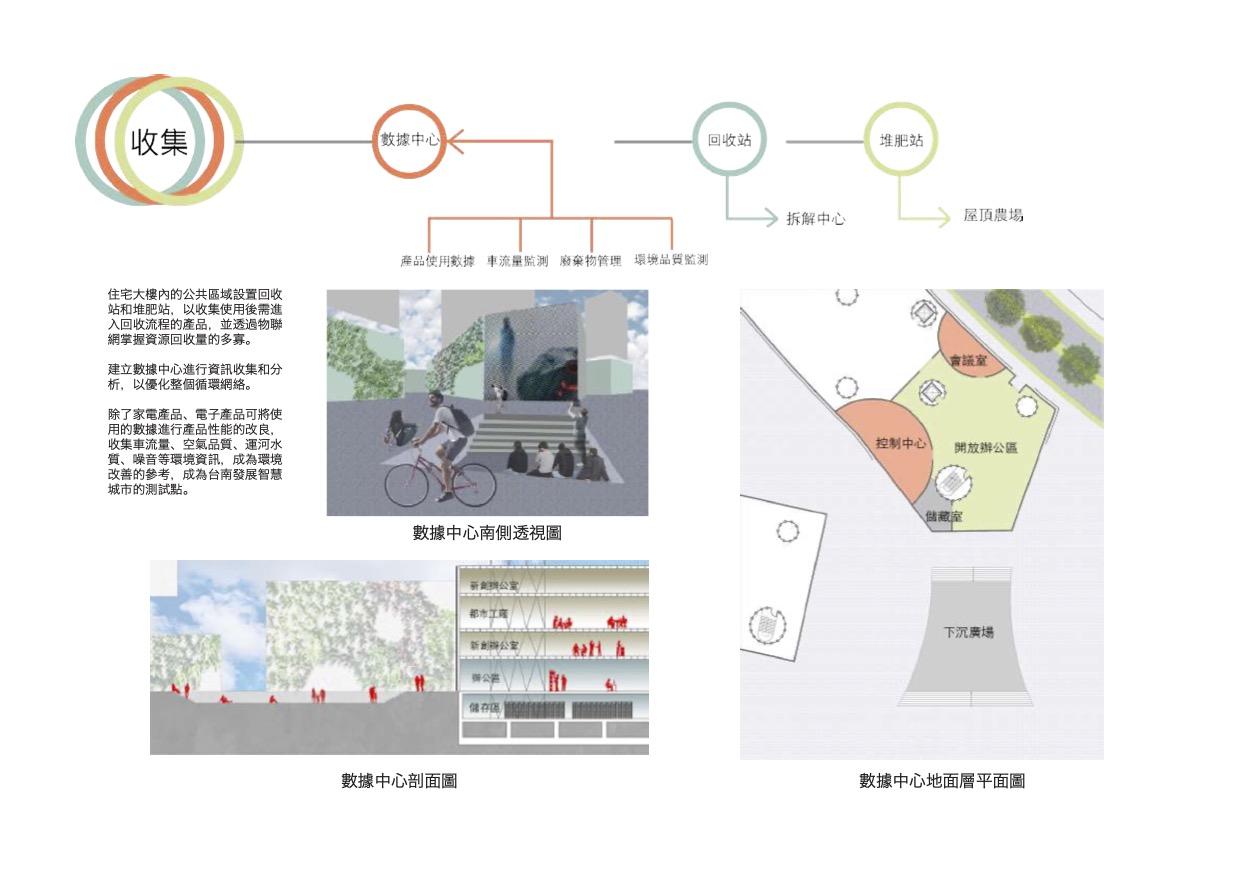 收集
數據中心
回收站
堆肥站
拆解中心
屋頂農場
產品使用數據
車流量監測
廢棄物管理
環境品質監測
住宅大樓內的公共區域設置回收
站和堆肥站，以收集使用後需進
入回收流程的產品，並透過物聯
網掌握資源回收量的多寡。
建立數據中心進行資訊收集和分
析，以優化整個循環網絡。
除了家電產品、電子產品可將使
用的數據進行產品性能的改良，
收集車流量、空氣品質、運河水
質、噪音等環境資訊，成為環境
改善的參考，成為台南發展智慧
城市的測試點。
數據中心南側透視圖
新創辦公室
都市工廠
新創辦公室
辦公區
儲存區
數據中心剖面圖
會議室
控制中心
開放辦公區
儲藏室
下沉廣場
數據中心地面層平面圖